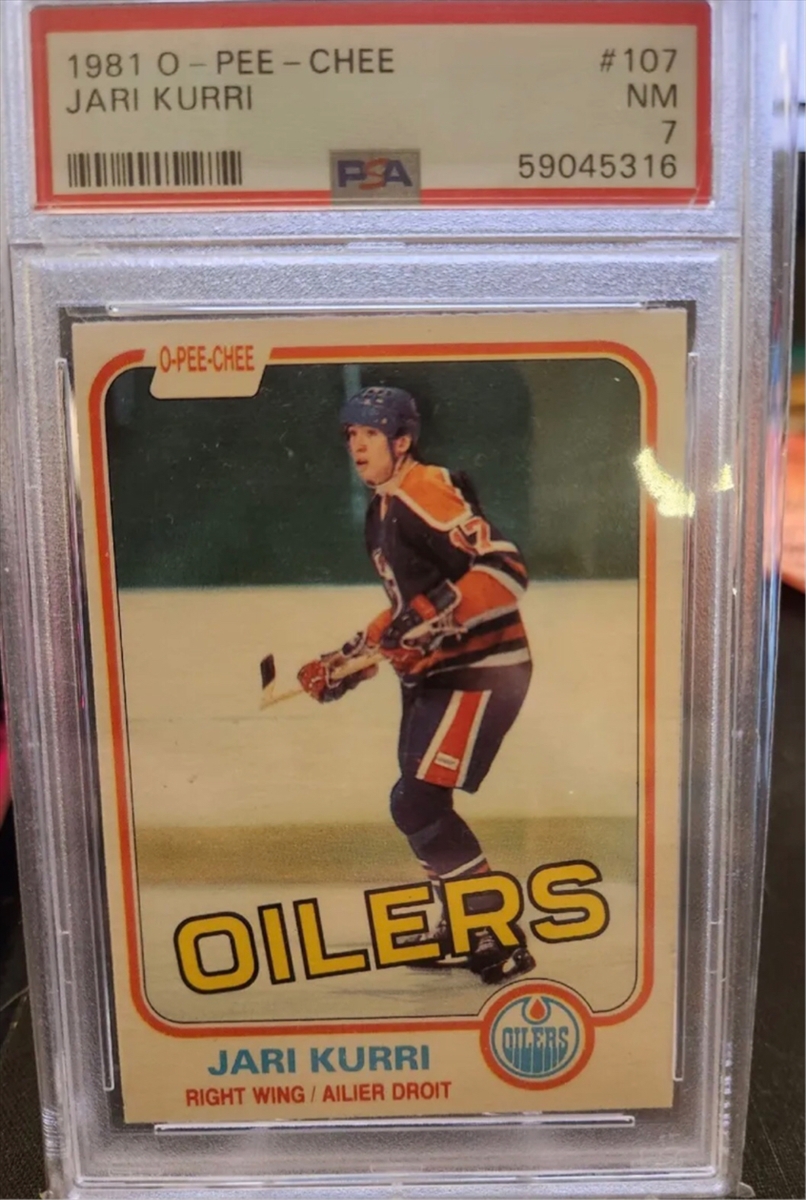 1981 O - PEE - CHEE #107
JARI KURRI NM
7
PSA 59045316
O-PEE-CHEE
17
OILERS
OILERS
JARI KURRI
RIGHT WING / AILIER DROIT